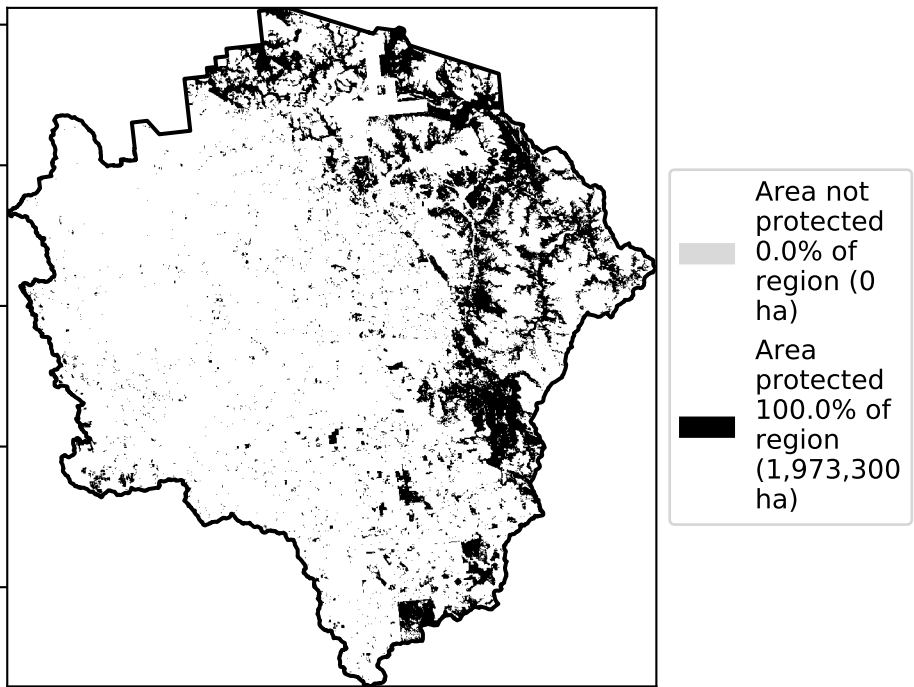 Area not
protected
0.0% of
region (0
ha)
Area
protected
100.0% of
region
(1,973,300
ha)